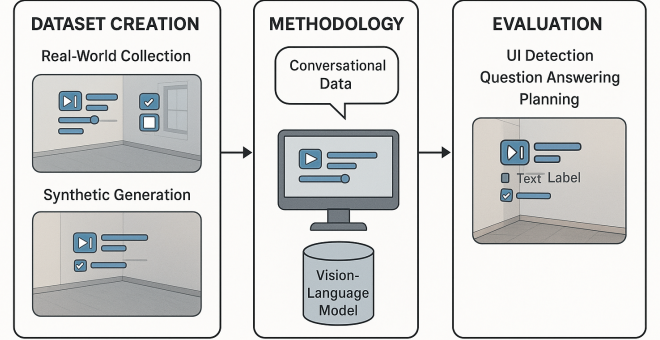 DATASET CREATION
Real-World Collection
Synthetic Generation
METHODOLOGY
Conversational
Data
Vision-
Language
Model
EVALUATION
UI Detection
Question Answering
Planning
Text Label